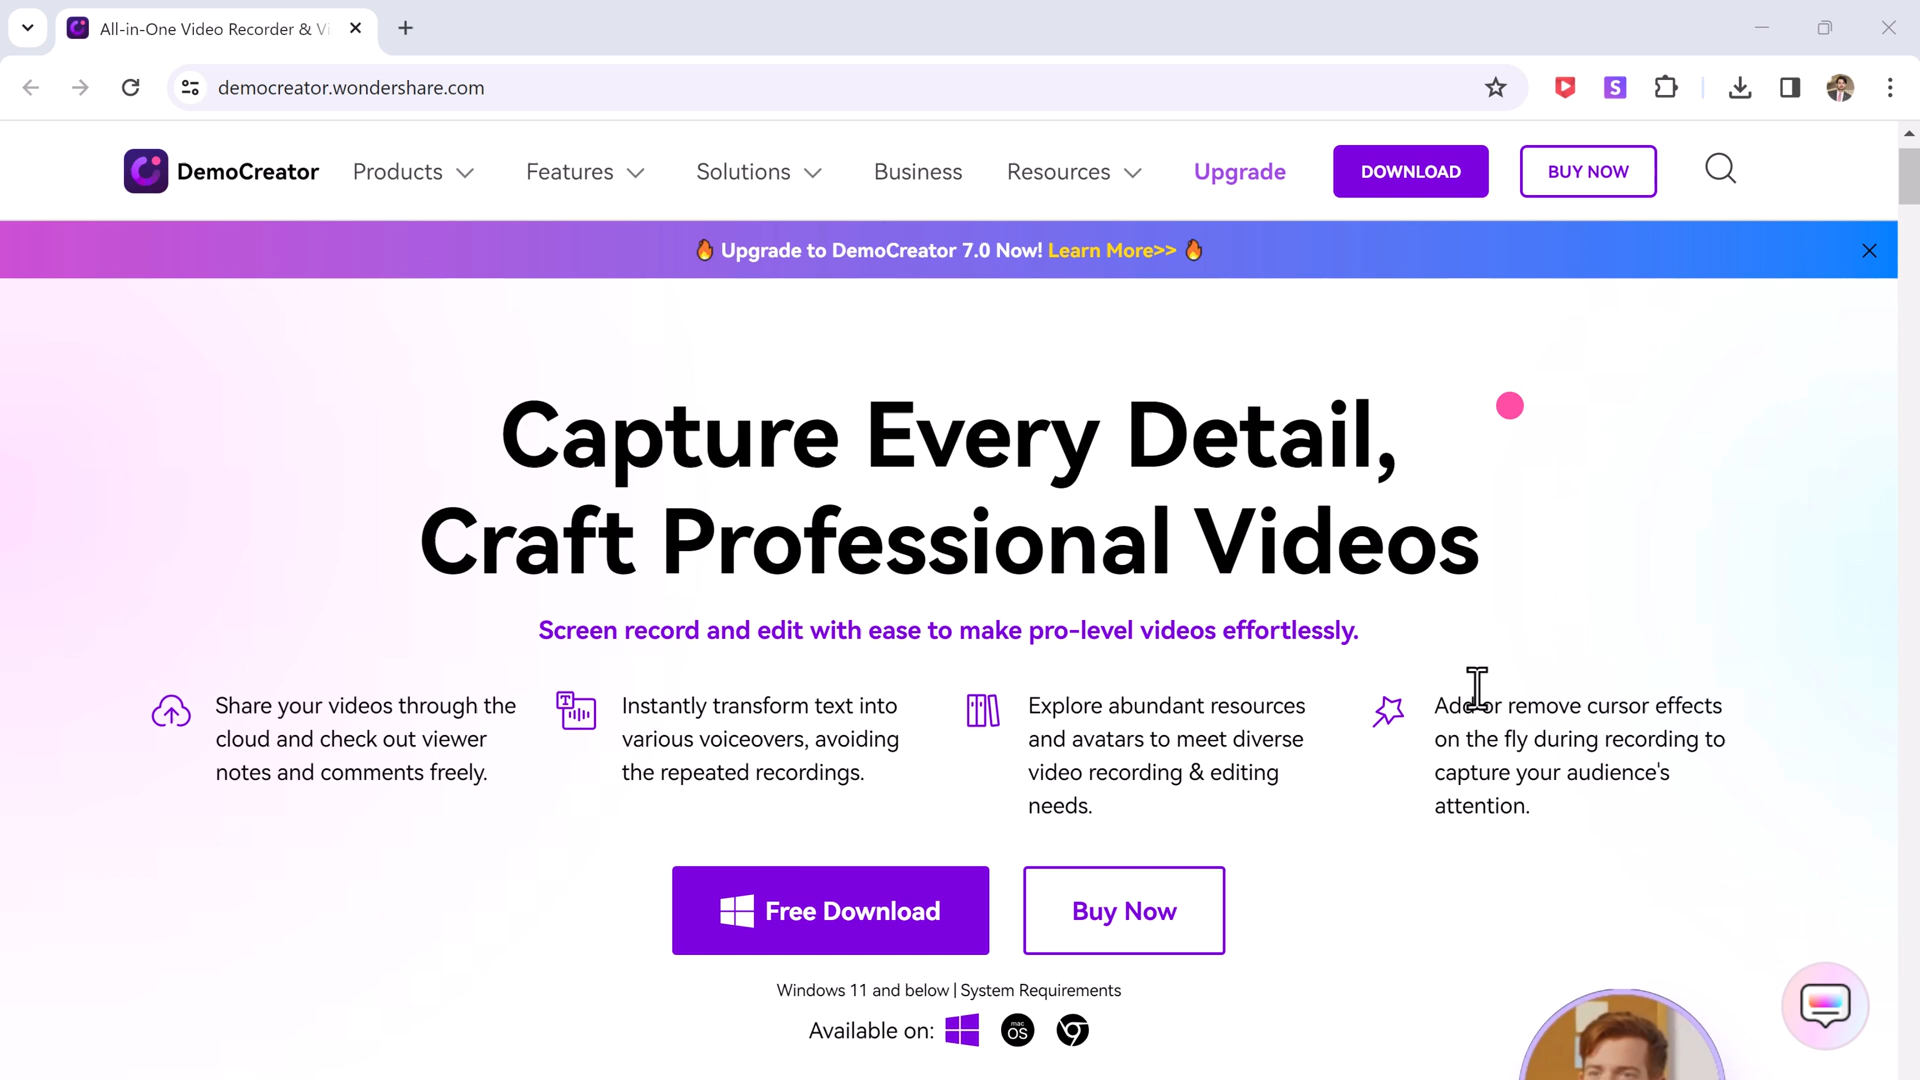 All-in-One Video Recorder & Vi
democreator.wondershare.com
S
DemoCreator
Products
Features
Solutions
Business
Resources
Upgrade
DOWNLOAD
BUY NOW
🔥 Upgrade to DemoCreator 7.0 Now! Learn More>> 🔥
Capture Every Detail,
Craft Professional Videos
Screen record and edit with ease to make pro-level videos effortlessly.
Share your videos through the
cloud and check out viewer
notes and comments freely.
T
Instantly transform text into
various voiceovers, avoiding
the repeated recordings.
Explore abundant resources
and avatars to meet diverse
video recording & editing
needs.
Add or remove cursor effects
on the fly during recording to
capture your audience's
attention.
Free Download
Buy Now
Windows 11 and below | System Requirements
Available on:
mac
OS